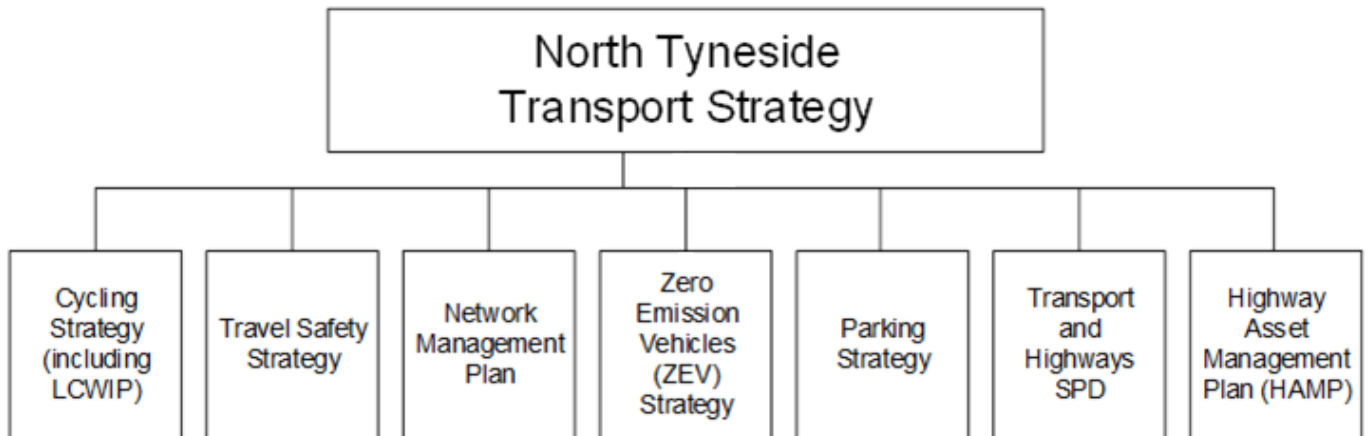 North Tyneside
Transport Strategy
Cycling
Strategy
(including
LCWIP)
Travel Safety
Strategy
Network
Management
Plan
Zero
Emission
Vehicles
(ZEV)
Strategy
Parking
Strategy
Transport
and
Highways
SPD
Highway
Asset
Management
Plan (HAMP)